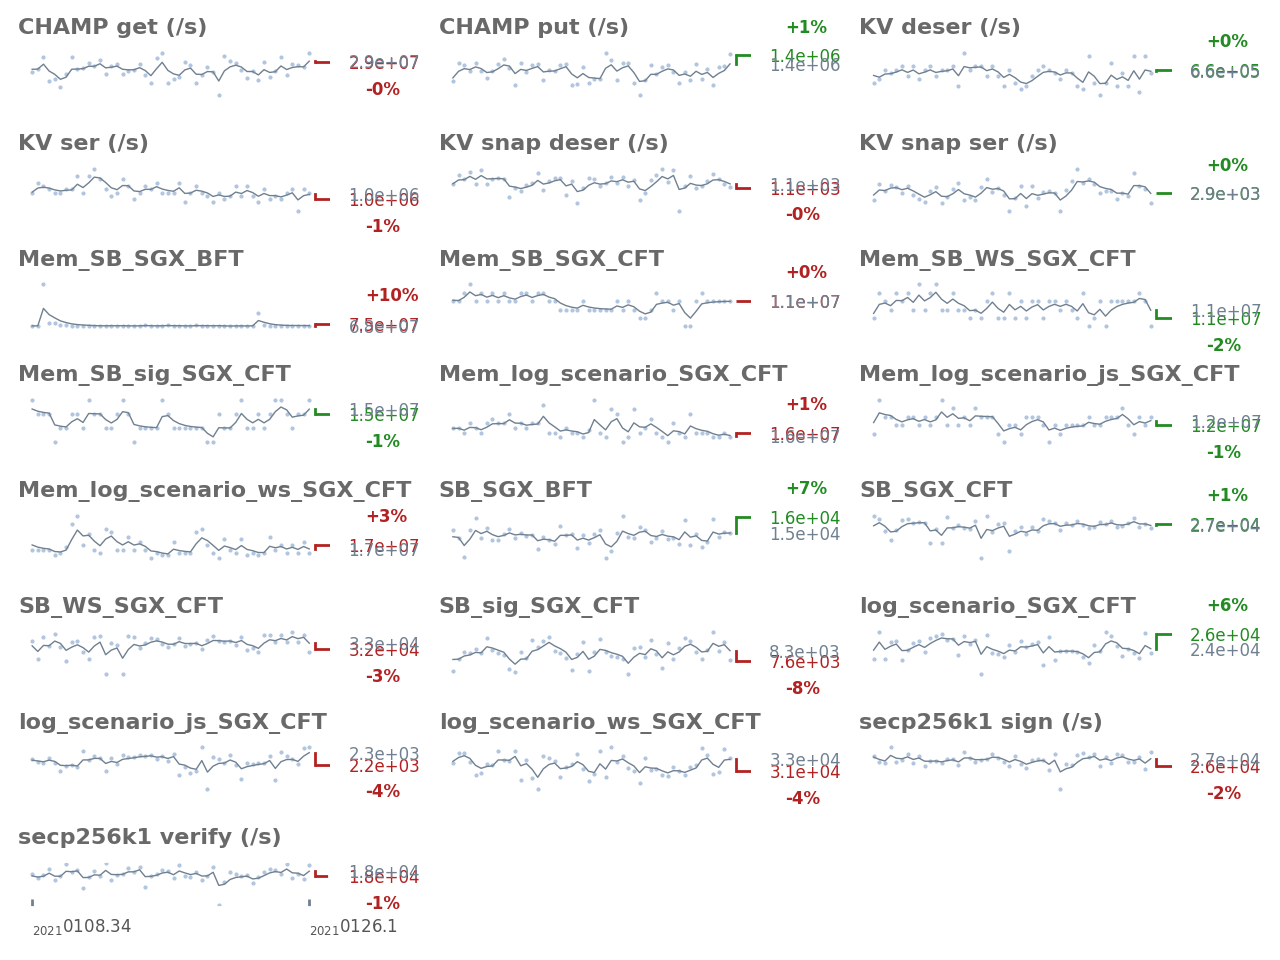 CHAMP get (/s)
2.9e+07
2.9e+07
-0%
CHAMP put (/s)
+1%
1.4e+06
1.4e+06
KV deser (/s)
+0%
6.6e+05
6.6e+05
KV ser (/s)
1.0e+06
1.0e+06
-1%
KV snap deser (/s)
1.1e+03
1.1e+03
-0%
KV snap ser (/s)
+0%
2.9e+03
Mem_SB_SGX_BFT
+10%
7.5e+07
Mem_SB_SGX_CFT
+0%
1.1e+07
Mem_SB_WS_SGX_CFT
1.1e+07
1.1e+07
-2%
Mem_SB_sig_SGX_CFT
1.5e+07
1.5e+07
-1%
Mem_log_scenario_SGX_CFT
+1%
1.6e+07
1.6e+07
Mem_log_scenario_js_SGX_CFT
1.2e+07
1.2e+07
-1%
Mem_log_scenario_ws_SGX_CFT
+3%
1.7e+07
1.7e+07
SB_SGX_BFT
+7%
1.6e+04
1.5e+04
SB_SGX_CFT
+1%
2.7e+04
2.7e+04
SB_WS_SGX_CFT
3.3e+04
3.2e+04
-3%
SB_sig_SGX_CFT
8.3e+03
7.6e+03
-8%
log_scenario_SGX_CFT
+6%
2.6e+04
2.4e+04
log_scenario_js_SGX_CFT
2.3e+03
2.2e+03
-4%
log_scenario_ws_SGX_CFT
3.3e+04
3.1e+04
-4%
secp256k1 sign (/s)
2.7e+04
2.6e+04
-2%
secp256k1 verify (/s)
1.8e+04
1.8e+04
-1%
20210108.34
20210126.1